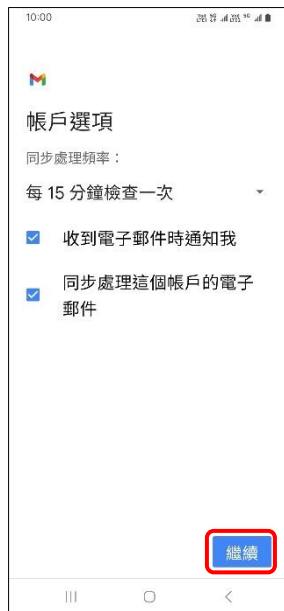 10:00
帳戶選項
同步處理頻率：
每 15 分鐘檢查一次
收到電子郵件時通知我
同步處理這個帳戶的電子
郵件
繼續